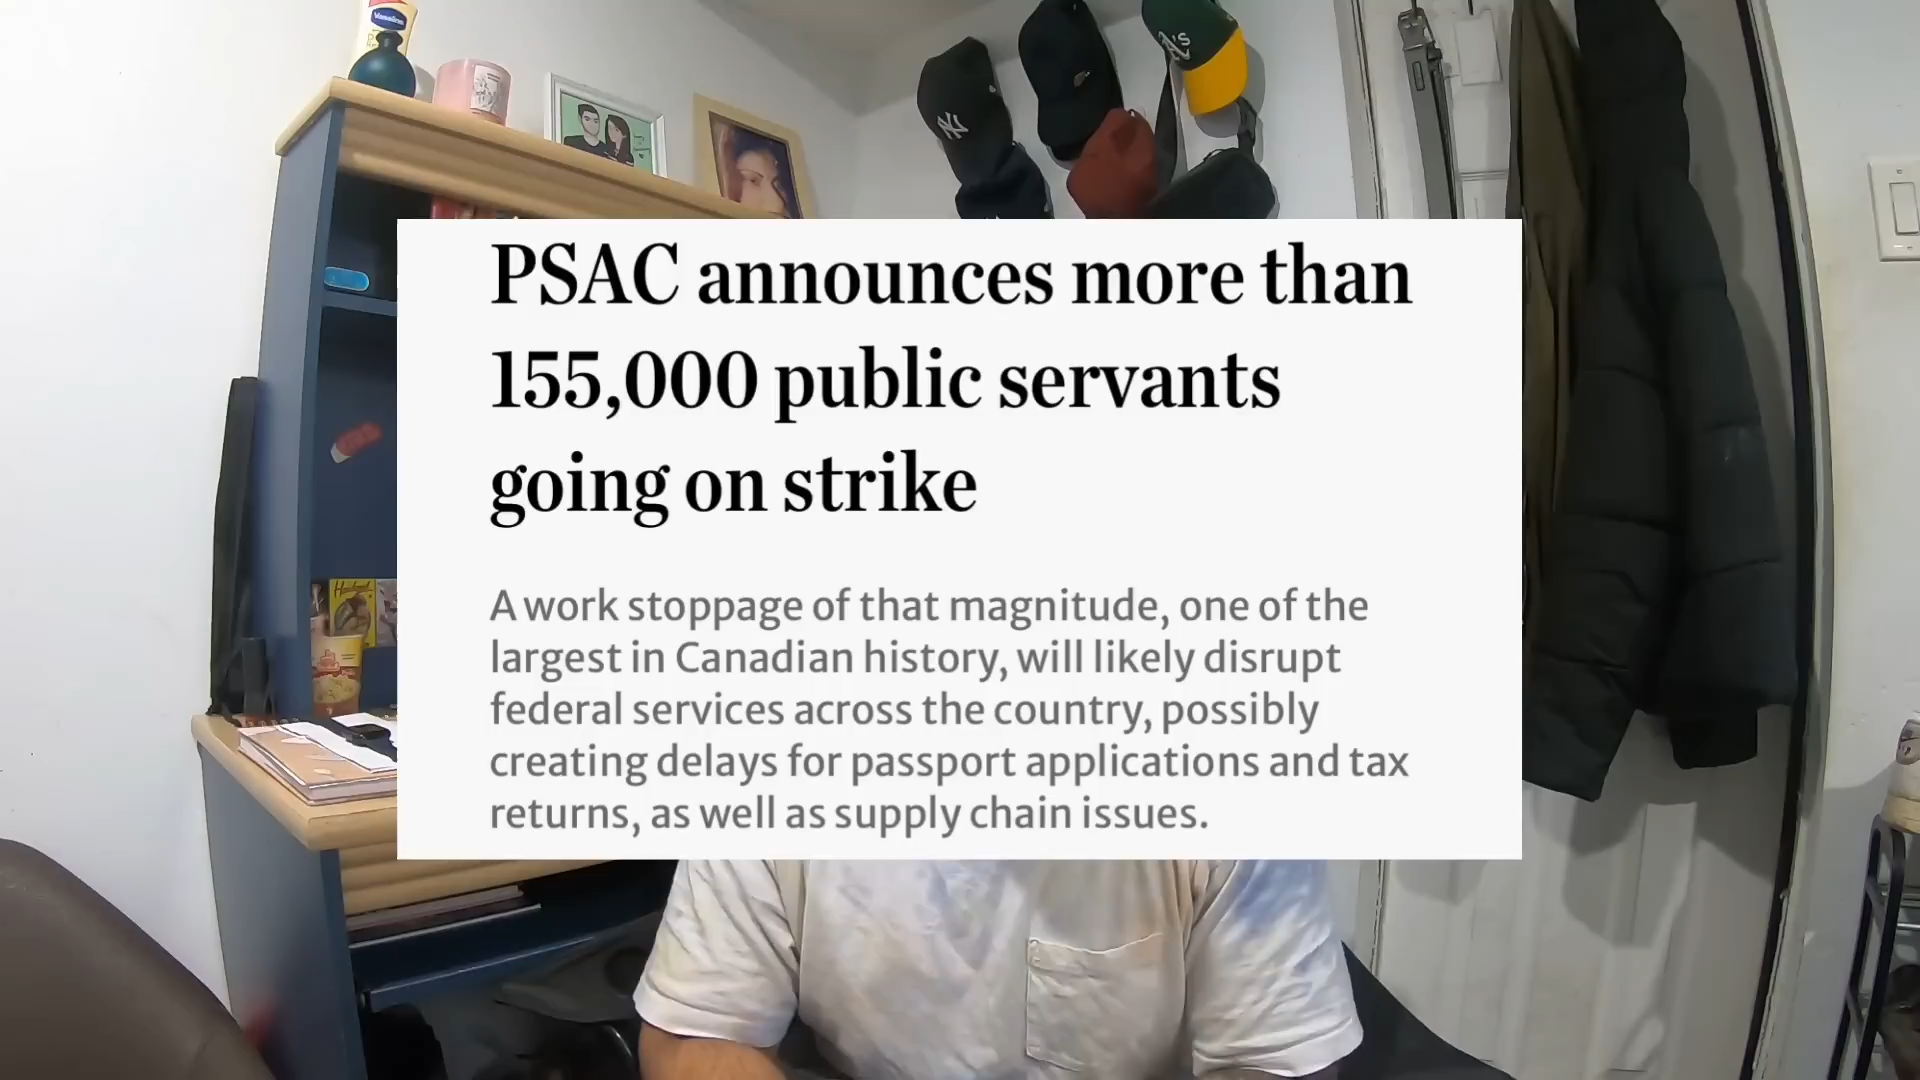 Vaseline
NY
A's
PSAC announces more than
155,000 public servants
going on strike
A work stoppage of that magnitude, one of the
largest in Canadian history, will likely disrupt
federal services across the country, possibly
creating delays for passport applications and tax
returns, as well as supply chain issues.